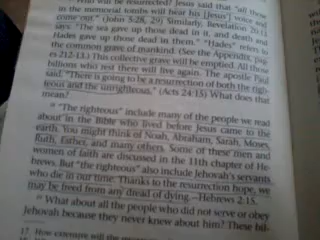 Who will be resurrected? Jesus said that "all those
in the memorial tombs will hear his [Jesus'] voice and
come out." (John 5:28, 29) Similarly, Revelation 20:13
says: "The sea gave up those dead in it, and death and
Hades gave up those dead in them." "Hades" refers to
the common grave of mankind. (See the Appendix, pag-
es 212-13.) This collective grave will be emptied. All those
billions who rest there will live again. The apostle Paul
said: "There is going to be a resurrection of both the righ-
teous and the unrighteous." (Acts 24:15) What does that
mean?
"The righteous" include many of the people we read
about in the Bible who lived before Jesus came to the
earth. You might think of Noah, Abraham, Sarah, Moses,
Ruth, Father, and many others. Some of these men and
women of faith are discussed in the 11th chapter of He-
brews. But "the righteous" also include Jehovah's servants
who die in our time. Thanks to the resurrection hope, we
may be freed from any dread of dying.—Hebrews 2:15.
What about all the people who did not serve or obey
Jehovah because they never knew about him? These bil-
17. How extensive will the